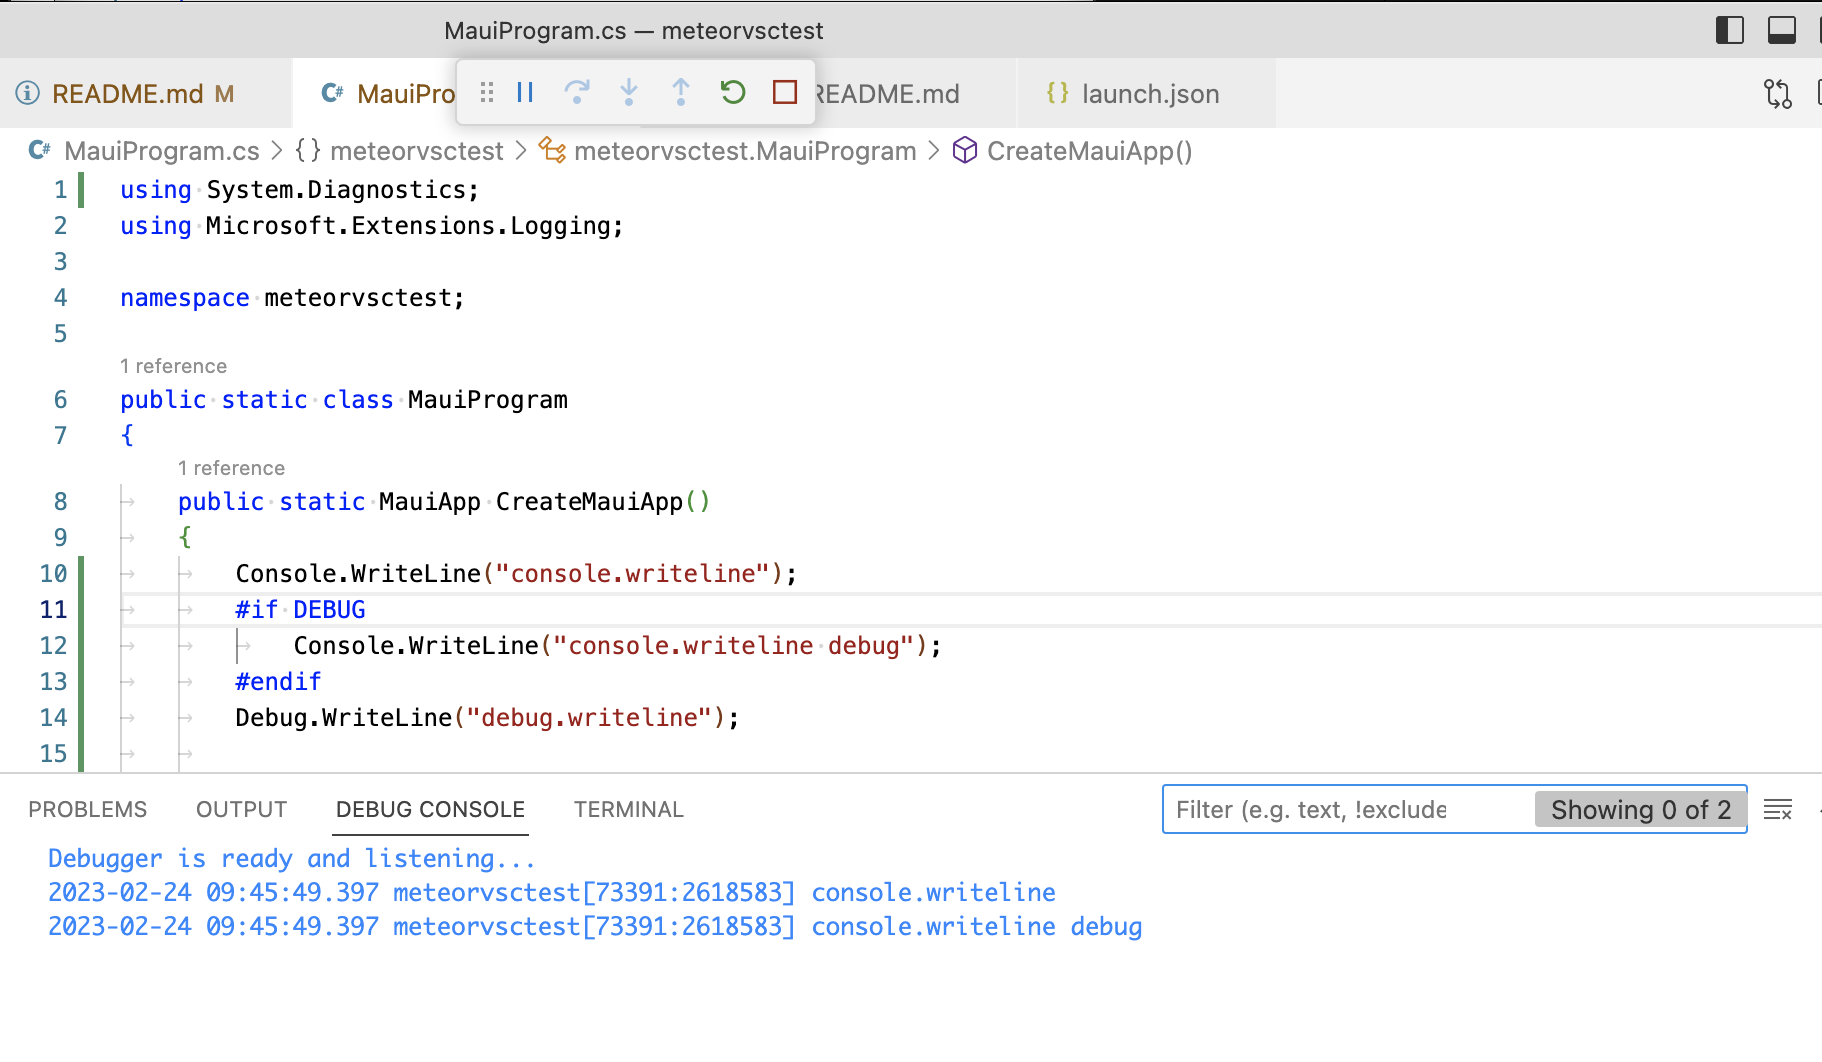 MauiProgram.cs — meteorvsctest
README.md M
C# MauiPro
README.md
{} launch.json
C# MauiProgram.cs > {} meteorvsctest > meteorvsctest.MauiProgram > CreateMauiApp()
1 using System.Diagnostics;
2 using Microsoft.Extensions.Logging;
3
4 namespace meteorvsctest;
5
1 reference
6 public static class MauiProgram
7 {
1 reference
8 public static MauiApp CreateMauiApp()
9 {
10 Console.WriteLine("console.writeline");
11 #if DEBUG
12 Console.WriteLine("console.writeline debug");
13 #endif
14 Debug.WriteLine("debug.writeline");
15
PROBLEMS OUTPUT DEBUG CONSOLE TERMINAL Filter (e.g. text, !exclude Showing 0 of 2
Debugger is ready and listening...
2023-02-24 09:45:49.397 meteorvsctest[73391:2618583] console.writeline
2023-02-24 09:45:49.397 meteorvsctest[73391:2618583] console.writeline debug